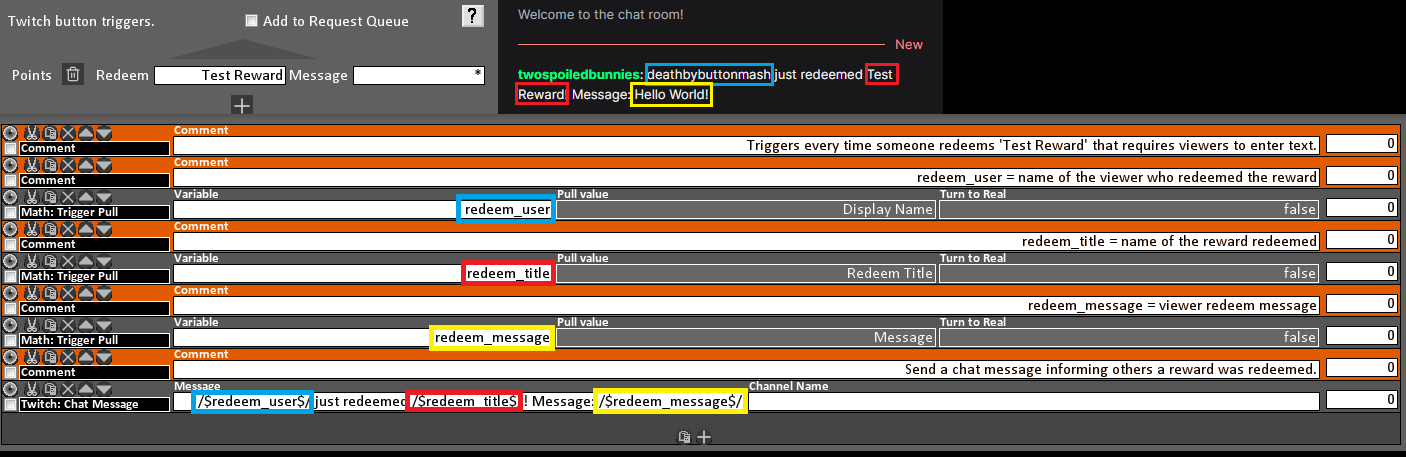 Twitch button triggers.
Add to Request Queue
?
Points
Redeem
Test Reward
Message
*
Welcome to the chat room!
New
twospoiledbunnies: deathbybuttonmash just redeemed Test
Reward! Message: Hello World!
Comment
Comment
Triggers every time someone redeems 'Test Reward' that requires viewers to enter text.
0
Comment
Comment
redeem_user = name of the viewer who redeemed the reward
0
Variable
Pull value
Turn to Real
Math: Trigger Pull
redeem_user
Display Name
false
0
Comment
Comment
redeem_title = name of the reward redeemed
0
Variable
Pull value
Turn to Real
Math: Trigger Pull
redeem_title
Redeem Title
false
0
Comment
Comment
redeem_message = viewer redeem message
0
Variable
Pull value
Turn to Real
Math: Trigger Pull
redeem_message
Message
false
0
Comment
Comment
Send a chat message informing others a reward was redeemed.
0
Message
Channel Name
Twitch: Chat Message
/$redeem_user$/ just redeemed /$redeem_title$ ! Message: /$redeem_message$/
0